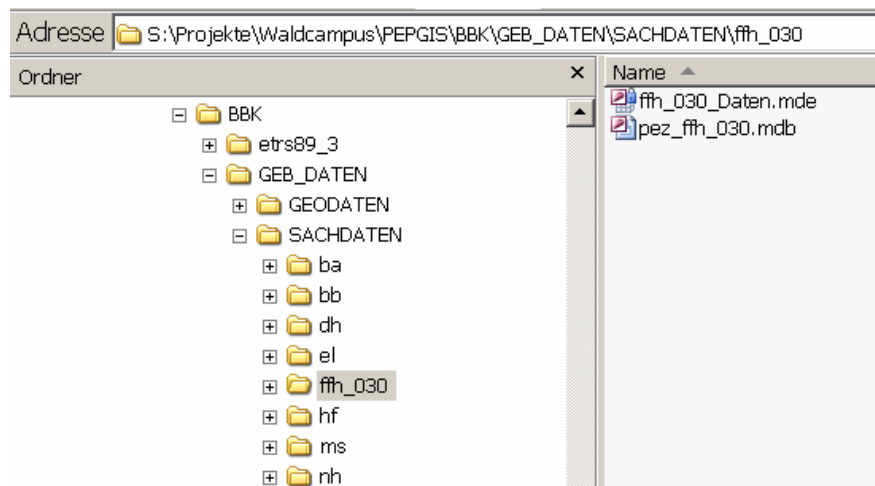 Adresse S:\Projekte\Waldcampus\PEPGIS\BBK\GEB_DATEN\SACHDATEN\ffh_030
Ordner
BBK
etrs89_3
GEB_DATEN
GEODATEN
SACHDATEN
ba
bb
dh
el
ffh_030
hf
ms
nh
Name
ffh_030_Daten.mde
pez_ffh_030.mdb